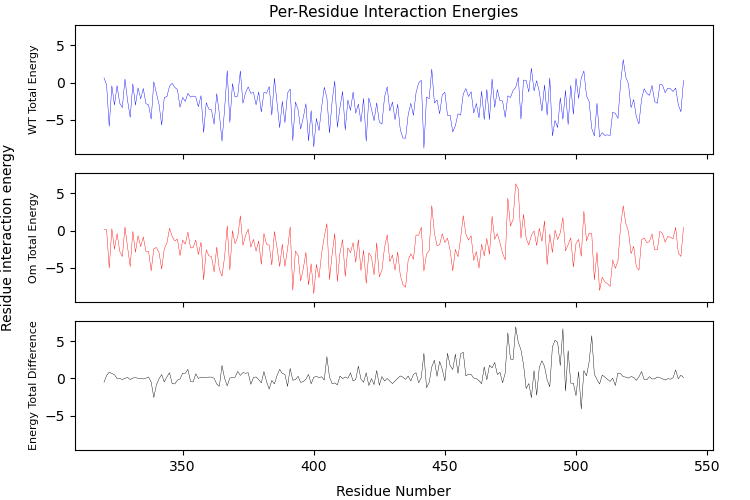 Per-Residue Interaction Energies
Residue interaction energy
WT Total Energy
5
0
−5
Om Total Energy
5
0
−5
Energy Total Difference
5
0
−5
350
400
450
500
550
Residue Number